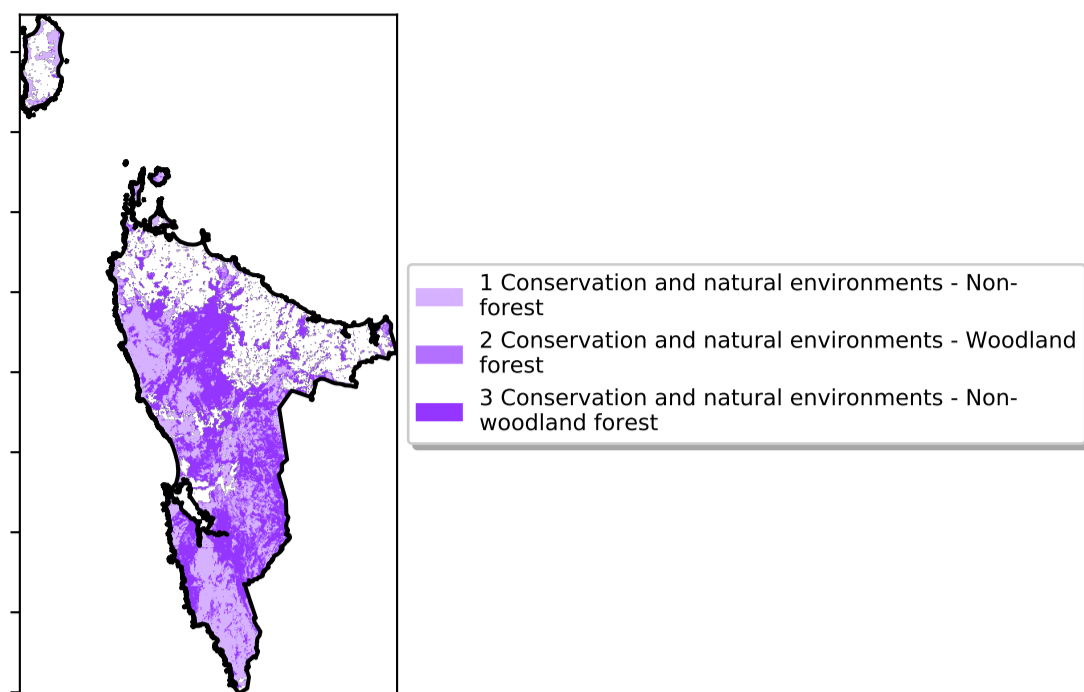 1 Conservation and natural environments - Non-
forest
2 Conservation and natural environments - Woodland
forest
3 Conservation and natural environments - Non-
woodland forest